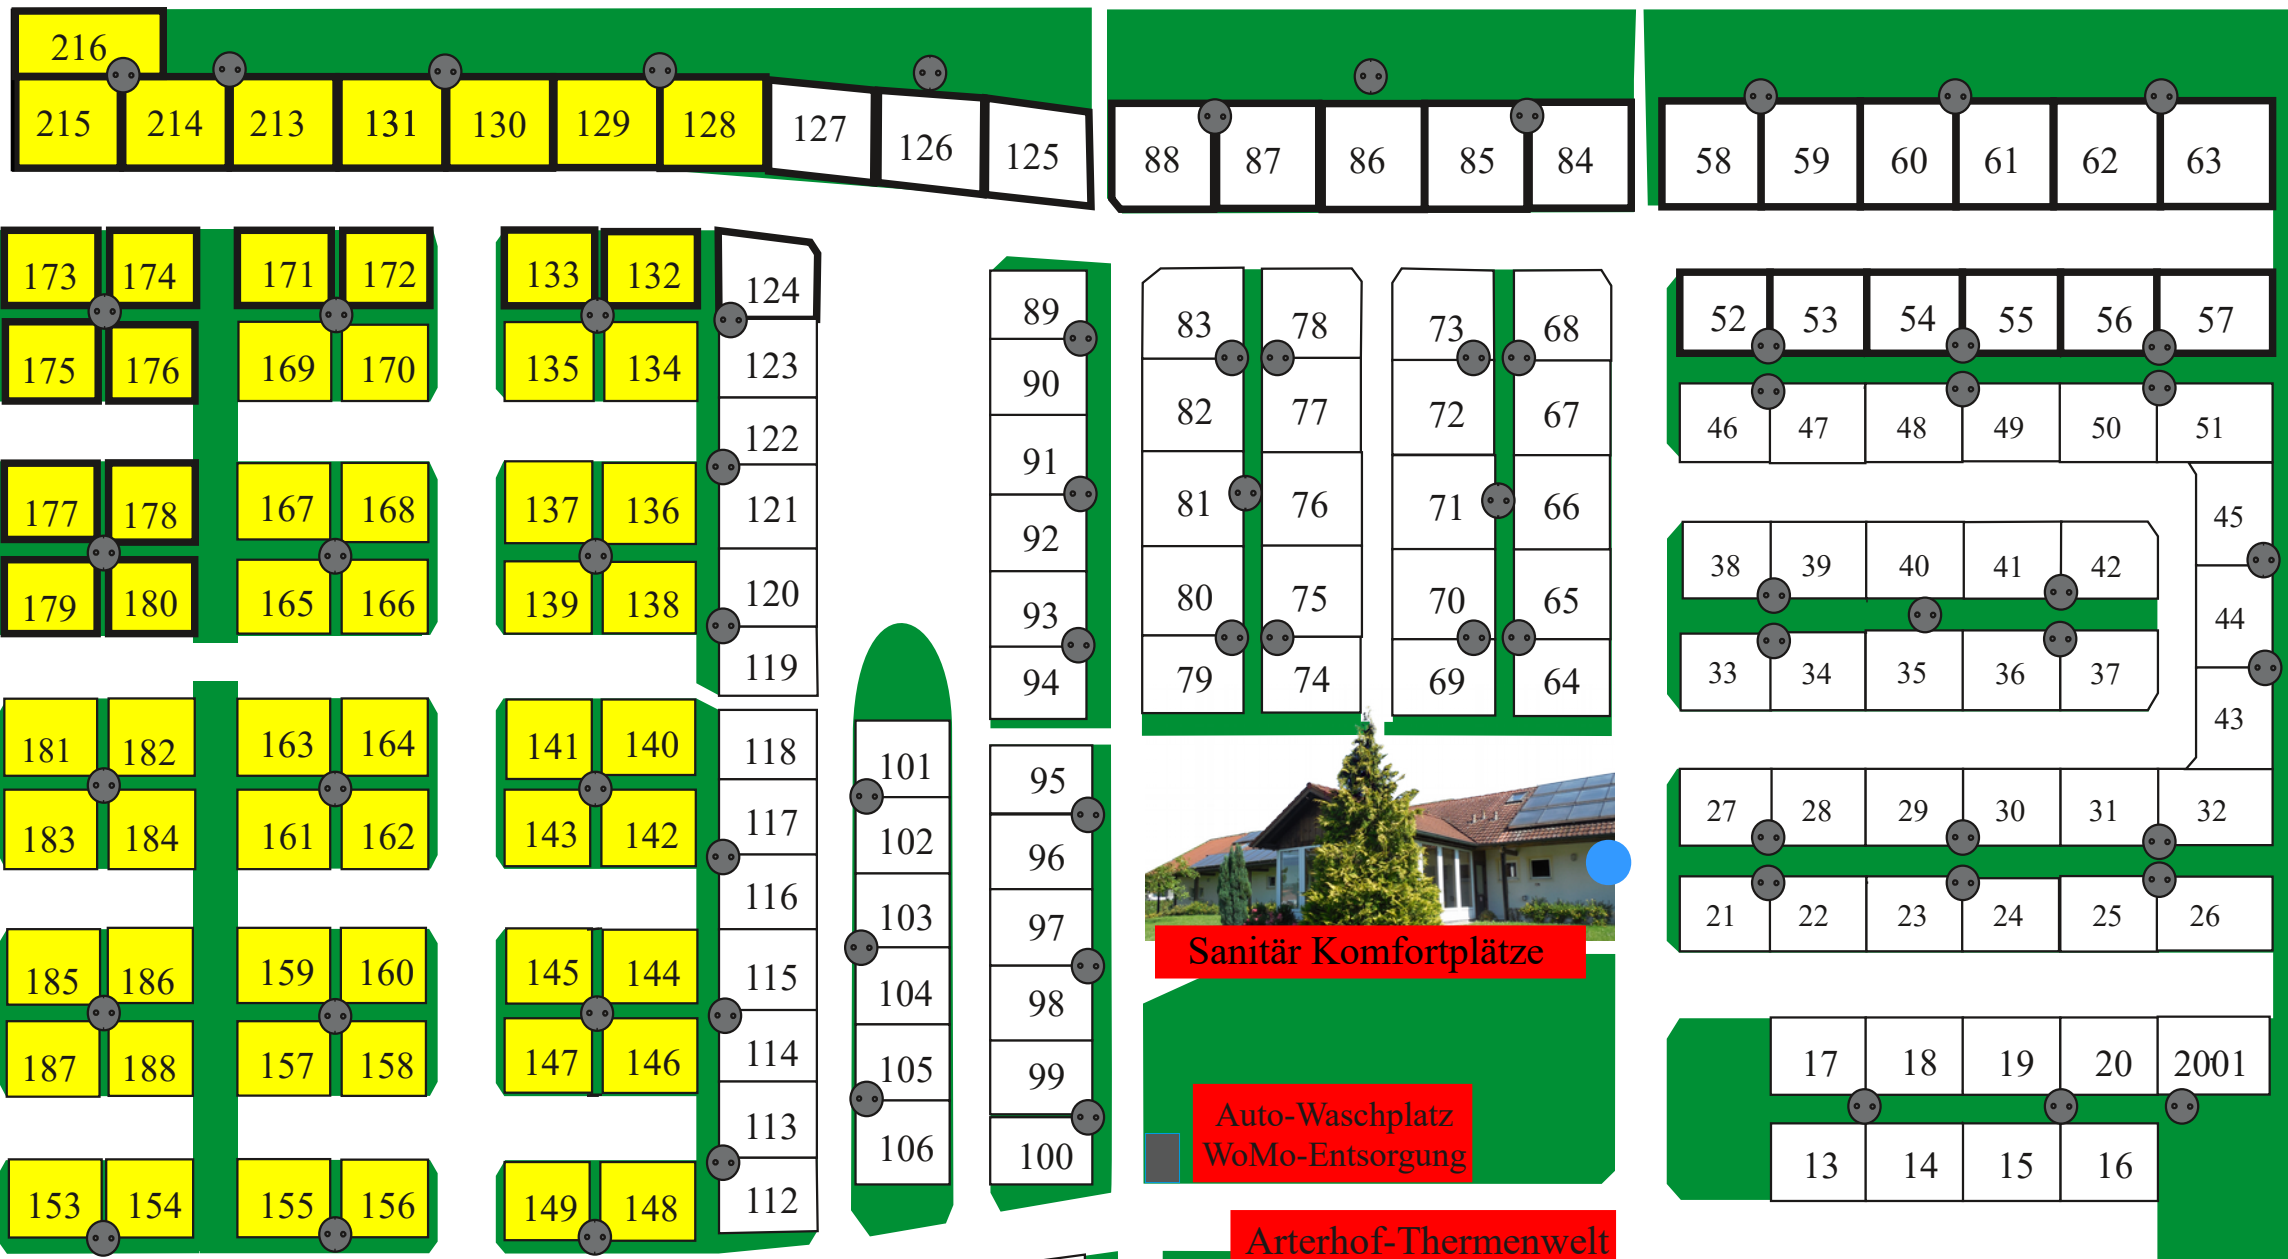 216
215 214 213 131 130 129 128 127 126 125 88 87 86 85 84 58 59 60 61 62 63
173 174 171 172 133 132 124 89 83 78 73 68 52 53 54 55 56 57
175 176 169 170 135 134 123 90 82 77 72 67 46 47 48 49 50 51
122 91
177 178 167 168 137 136 121 92 81 76 71 66 45
179 180 165 166 139 138 120 93 80 75 70 65 38 39 40 41 42
44
119 94 79 74 69 64 33 34 35 36 37
43
181 182 163 164 141 140 118 101 95 27 28 29 30 31 32
183 184 161 162 143 142 117 102 96
116 103 97 21 22 23 24 25 26
Sanitär Komfortplätze
185 186 159 160 145 144 115 104 98
187 188 157 158 147 146 114 105 99 17 18 19 20 2001
Auto-Waschplatz
WoMo-Entsorgung
113 106 100 13 14 15 16
153 154 155 156 149 148 112
Arterhof-Thermenwelt